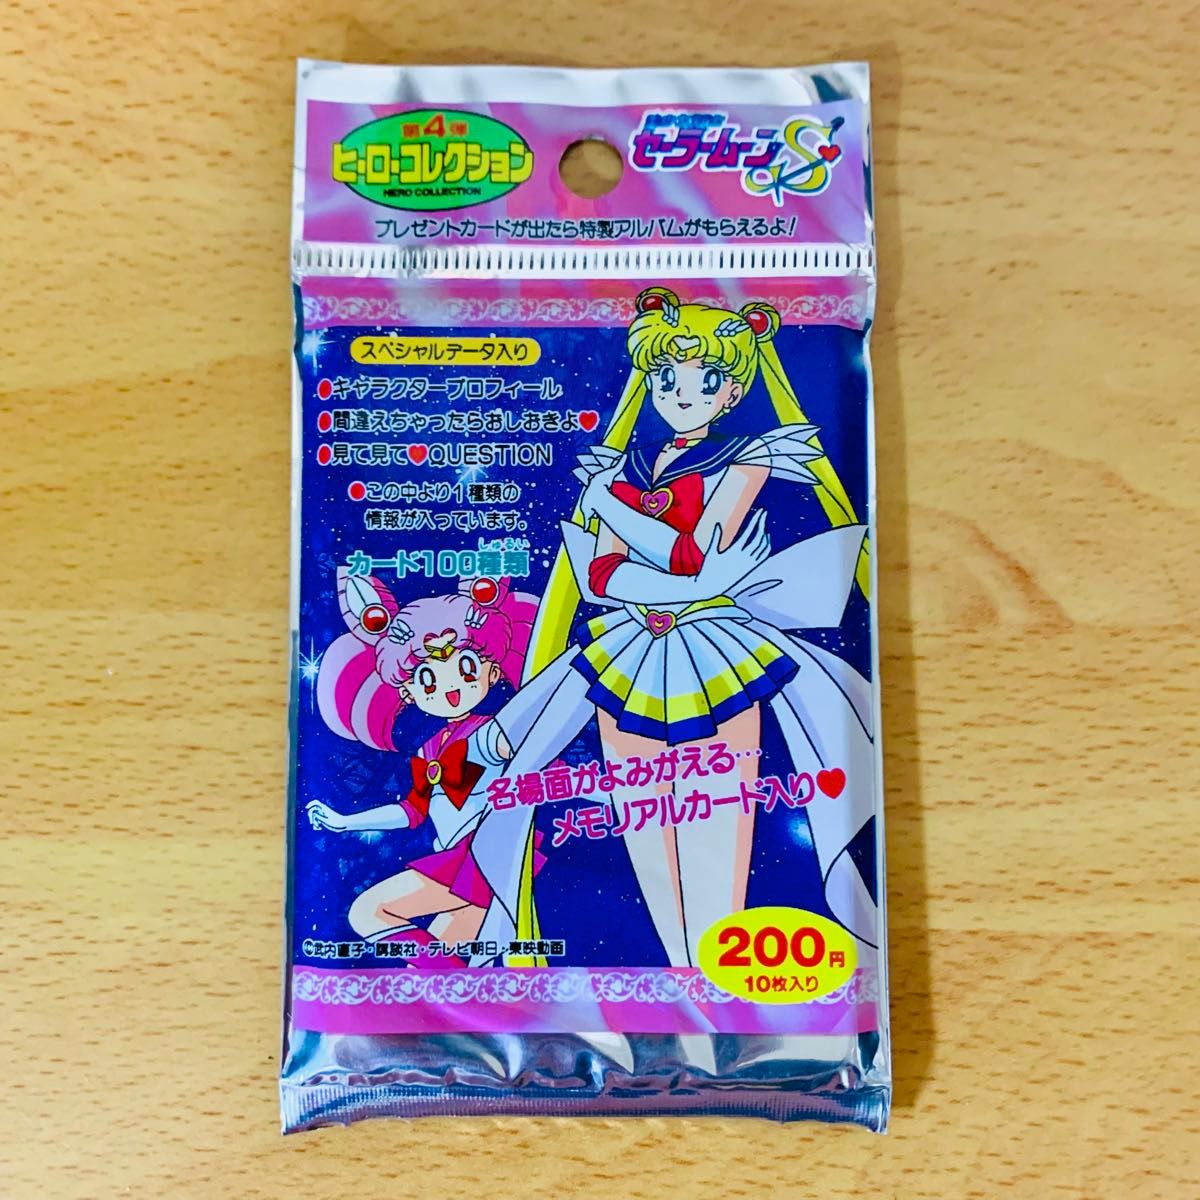 第4弾
ヒーローコレクション
HERO COLLECTION
美少女戦士
セーラームーンS
プレゼントカードが出たら特製アルバムがもらえるよ!
スペシャルデータ入り
●キャラクタープロフィール
●間違えちゃったらおしおきよ♥
●見て見て♥QUESTION
●この中より1種類の
情報が入っています。
しゅるい
カード100種類
名場面がよみがえる…
メモリアルカード入り♥
©武内直子・講談社・テレビ朝日・東映動画
200円
10枚入り